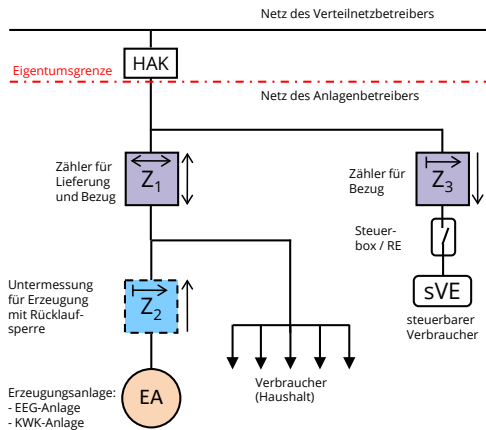 Netz des Verteilnetzbetreibers
HAK
Eigentumsgrenze
Netz des Anlagenbetreibers
Zähler für
Lieferung
und Bezug
Z1
Zähler für
Bezug
Z3
Steuer-
box / RE
Untermessung
für Erzeugung
mit Rücklauf-
sperre
Z2
sVE
steuerbarer
Verbraucher
Erzeugungsanlage:
- EEG-Anlage
- KWK-Anlage
EA
Verbraucher
(Haushalt)